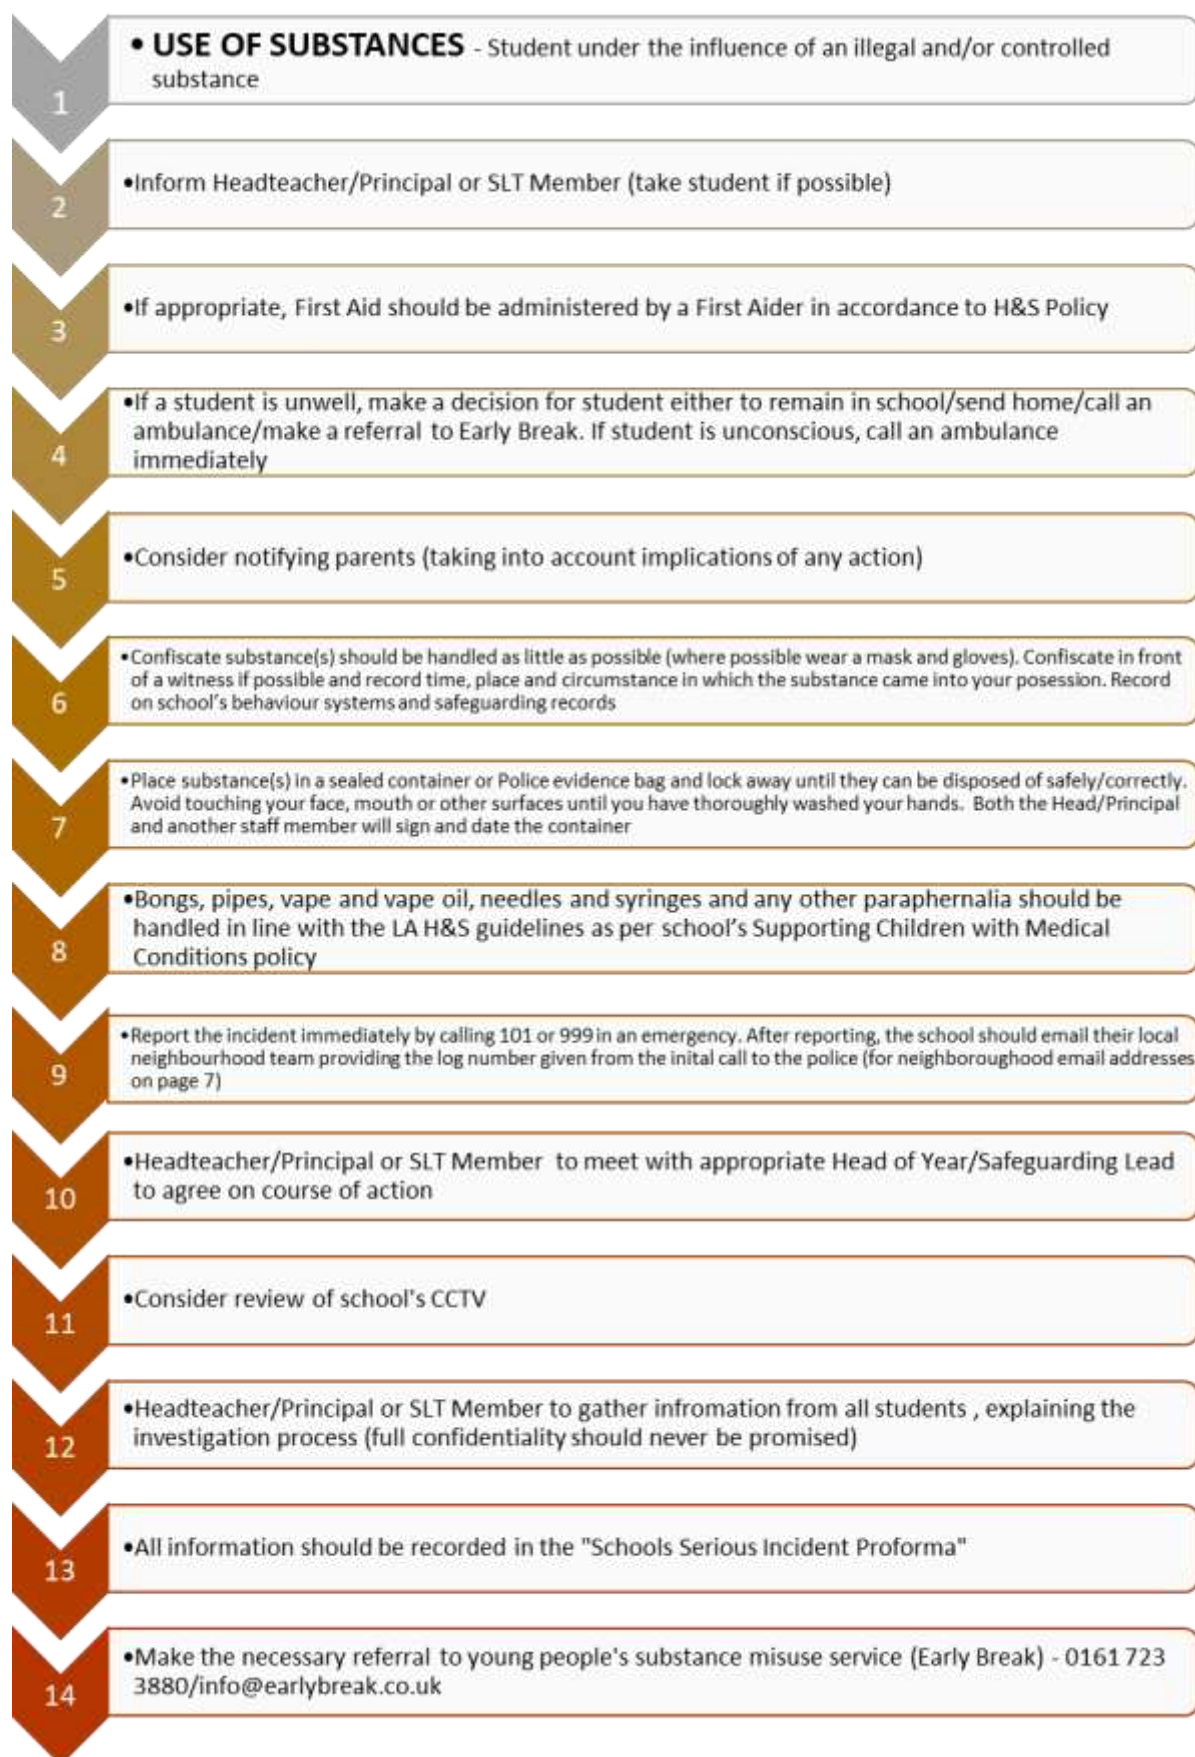 1
• USE OF SUBSTANCES - Student under the influence of an illegal and/or controlled
substance
2
•Inform Headteacher/Principal or SLT Member (take student if possible)
3
•If appropriate, First Aid should be administered by a First Aider in accordance to H&S Policy
4
•If a student is unwell, make a decision for student either to remain in school/send home/call an
ambulance/make a referral to Early Break. If student is unconscious, call an ambulance
immediately
5
•Consider notifying parents (taking into account implications of any action)
6
•Confiscate substance(s) should be handled as little as possible (where possible wear a mask and gloves). Confiscate in front
of a witness if possible and record time, place and circumstance in which the substance came into your posession. Record
on school's behaviour systems and safeguarding records
7
•Place substance(s) in a sealed container or Police evidence bag and lock away until they can be disposed of safely/correctly.
Avoid touching your face, mouth or other surfaces until you have thoroughly washed your hands. Both the Head/Principal
and another staff member will sign and date the container
8
•Bongs, pipes, vape and vape oil, needles and syringes and any other paraphernalia should be
handled in line with the LA H&S guidelines as per school's Supporting Children with Medical
Conditions policy
9
•Report the incident immediately by calling 101 or 999 in an emergency. After reporting, the school should email their local
neighbourhood team providing the log number given from the inital call to the police (for neighboroughood email addresses
on page 7)
10
•Headteacher/Principal or SLT Member to meet with appropriate Head of Year/Safeguarding Lead
to agree on course of action
11
•Consider review of school's CCTV
12
•Headteacher/Principal or SLT Member to gather infromation from all students , explaining the
investigation process (full confidentiality should never be promised)
13
•All information should be recorded in the "Schools Serious Incident Proforma"
14
•Make the necessary referral to young people's substance misuse service (Early Break) - 0161 723
3880/info@earlybreak.co.uk